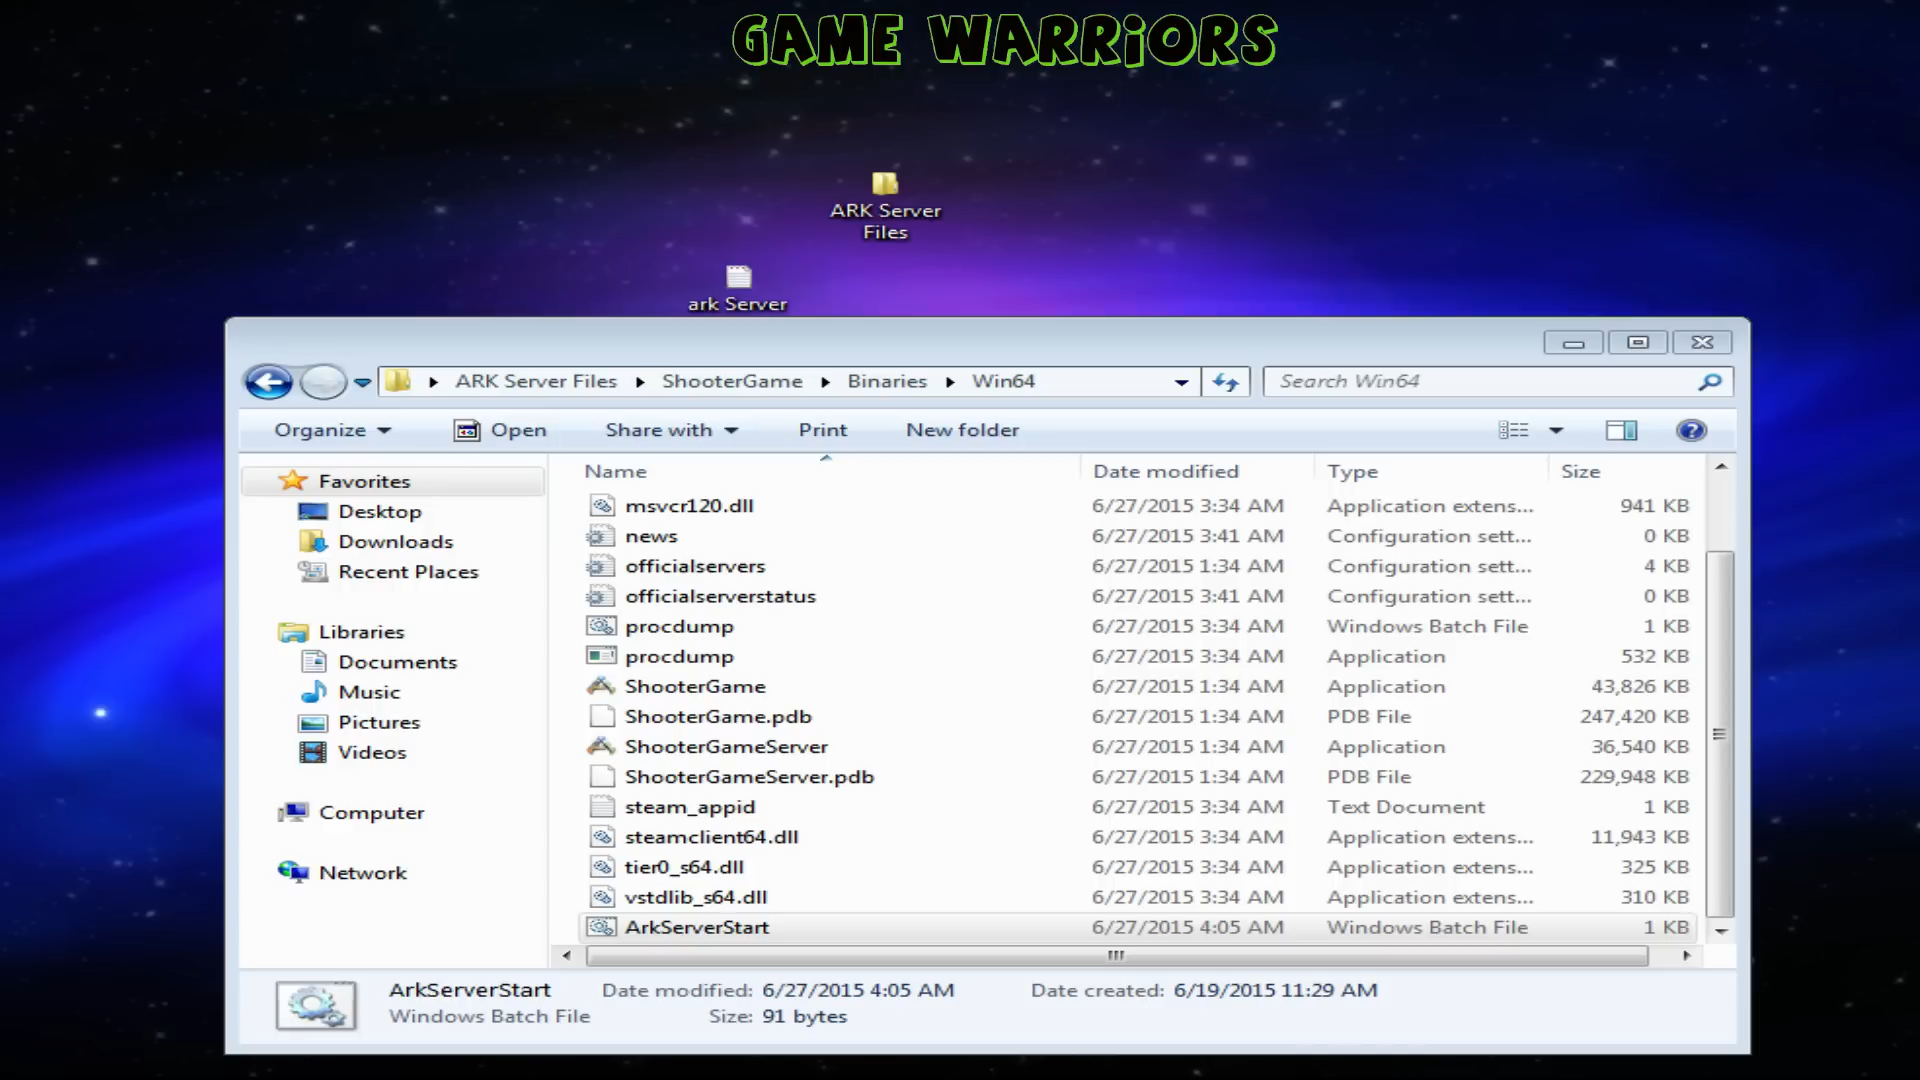 GAME WARRiORS
ARK Server
Files
ark Server
ARK Server Files ShooterGame Binaries Win64 Search Win64
Organize Open Share with Print New folder
Name Date modified Type Size
Favorites
Desktop
Downloads
Recent Places
Libraries
Documents
Music
Pictures
Videos
Computer
Network
msvcr120.dll 6/27/2015 3:34 AM Application extens... 941 KB
news 6/27/2015 3:41 AM Configuration sett... 0 KB
officialservers 6/27/2015 1:34 AM Configuration sett... 4 KB
officialserverstatus 6/27/2015 3:41 AM Configuration sett... 0 KB
procdump 6/27/2015 3:34 AM Windows Batch File 1 KB
procdump 6/27/2015 3:34 AM Application 532 KB
ShooterGame 6/27/2015 1:34 AM Application 43,826 KB
ShooterGame.pdb 6/27/2015 1:34 AM PDB File 247,420 KB
ShooterGameServer 6/27/2015 1:34 AM Application 36,540 KB
ShooterGameServer.pdb 6/27/2015 1:34 AM PDB File 229,948 KB
steam_appid 6/27/2015 3:34 AM Text Document 1 KB
steamclient64.dll 6/27/2015 3:34 AM Application extens... 11,943 KB
tier0_s64.dll 6/27/2015 3:34 AM Application extens... 325 KB
vstdlib_s64.dll 6/27/2015 3:34 AM Application extens... 310 KB
ArkServerStart 6/27/2015 4:05 AM Windows Batch File 1 KB
ArkServerStart Date modified: 6/27/2015 4:05 AM Date created: 6/19/2015 11:29 AM
Windows Batch File Size: 91 bytes